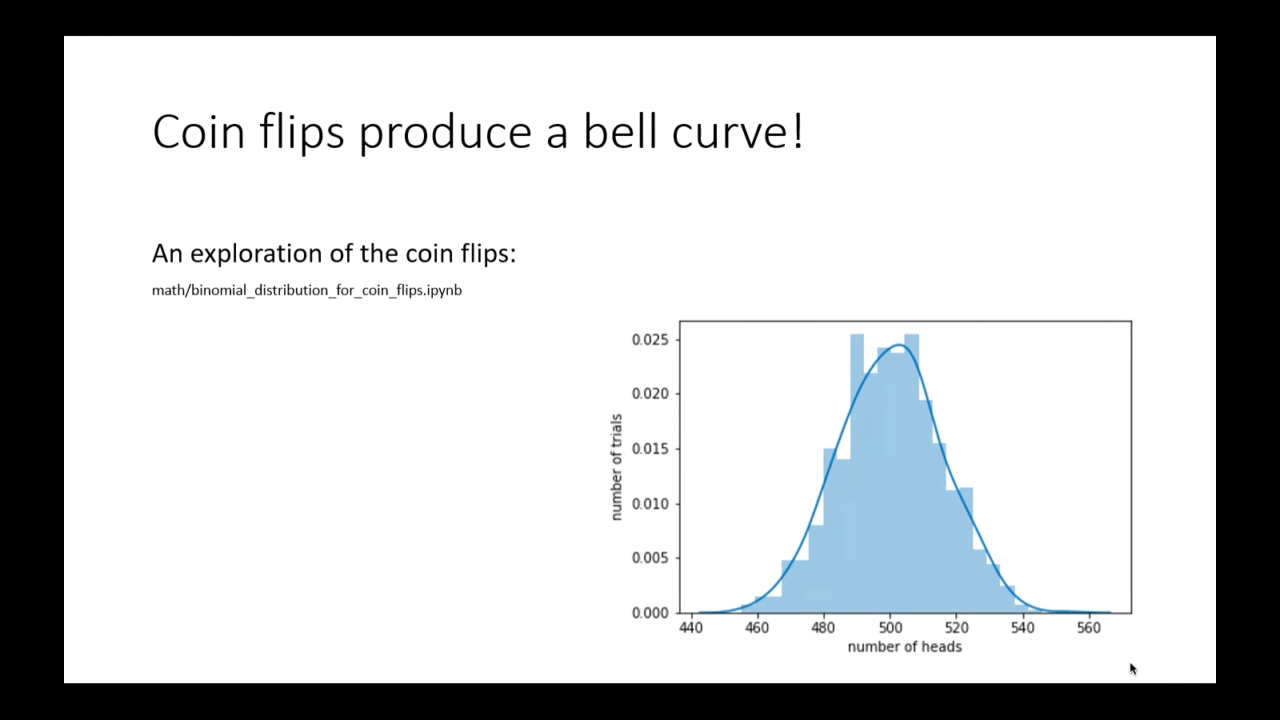 Coin flips produce a bell curve!
An exploration of the coin flips:
math/binomial_distribution_for_coin_flips.ipynb
0.025
0.020
0.015
0.010
0.005
0.000
number of trials
440 460 480 500 520 540 560
number of heads